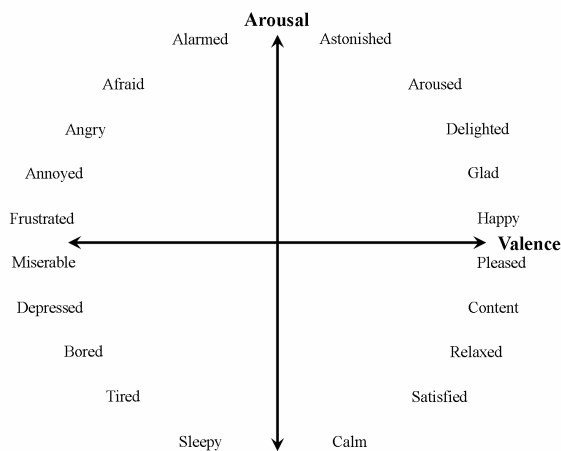 Arousal
Alarmed Astonished
Afraid Aroused
Angry Delighted
Annoyed Glad
Frustrated Happy
Valence
Miserable Pleased
Depressed Content
Bored Relaxed
Tired Satisfied
Sleepy Calm